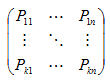 P₁₁ ⋯ P₁ₙ
⋮ ⋱ ⋮
Pₖ₁ ⋯ Pₖₙ